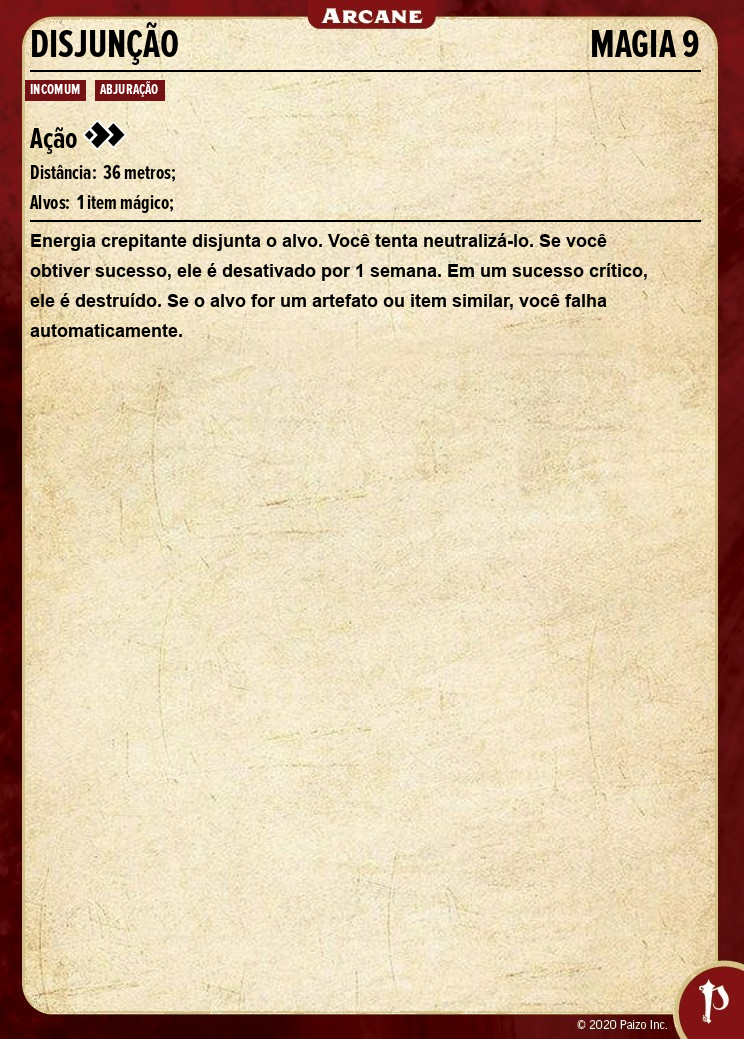 ARCANE
DISJUNÇÃO MAGIA 9
INCOMUM ABJURAÇÃO
Ação
Distância: 36 metros;
Alvos: 1 item mágico;
Energia crepitante disjunta o alvo. Você tenta neutralizá-lo. Se você
obtiver sucesso, ele é desativado por 1 semana. Em um sucesso crítico,
ele é destruído. Se o alvo for um artefato ou item similar, você falha
automaticamente.
© 2020 Paizo Inc.
P